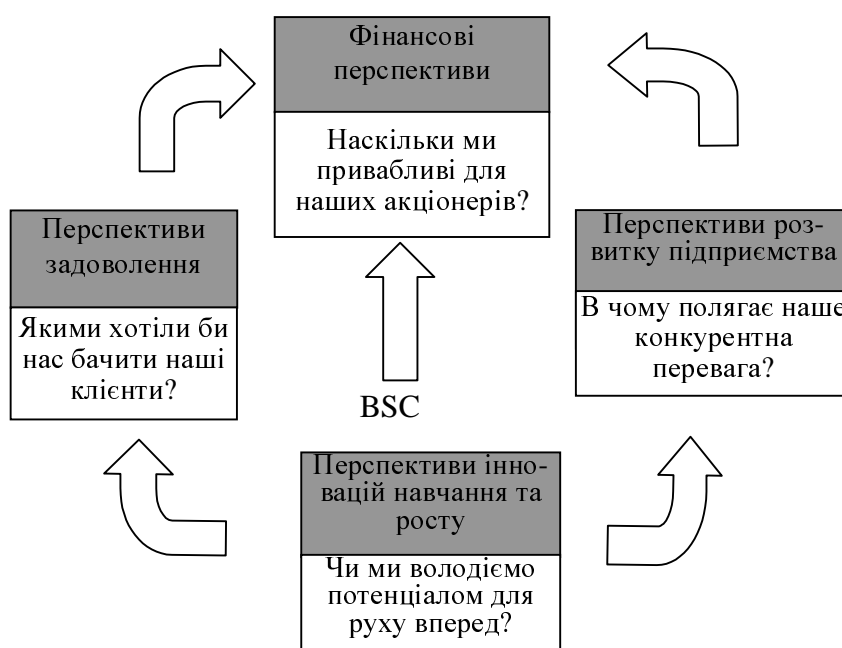 Фінансові
перспективи
Наскільки ми
привабливі для
наших акціонерів?
Перспективи
задоволення
Якими хотіли би
нас бачити наші
клієнти?
Перспективи роз-
витку підприємства
В чому полягає наше
конкурентна
перевага?
BSC
Перспективи інно-
вацій навчання та
росту
Чи ми володіємо
потенціалом для
руху вперед?